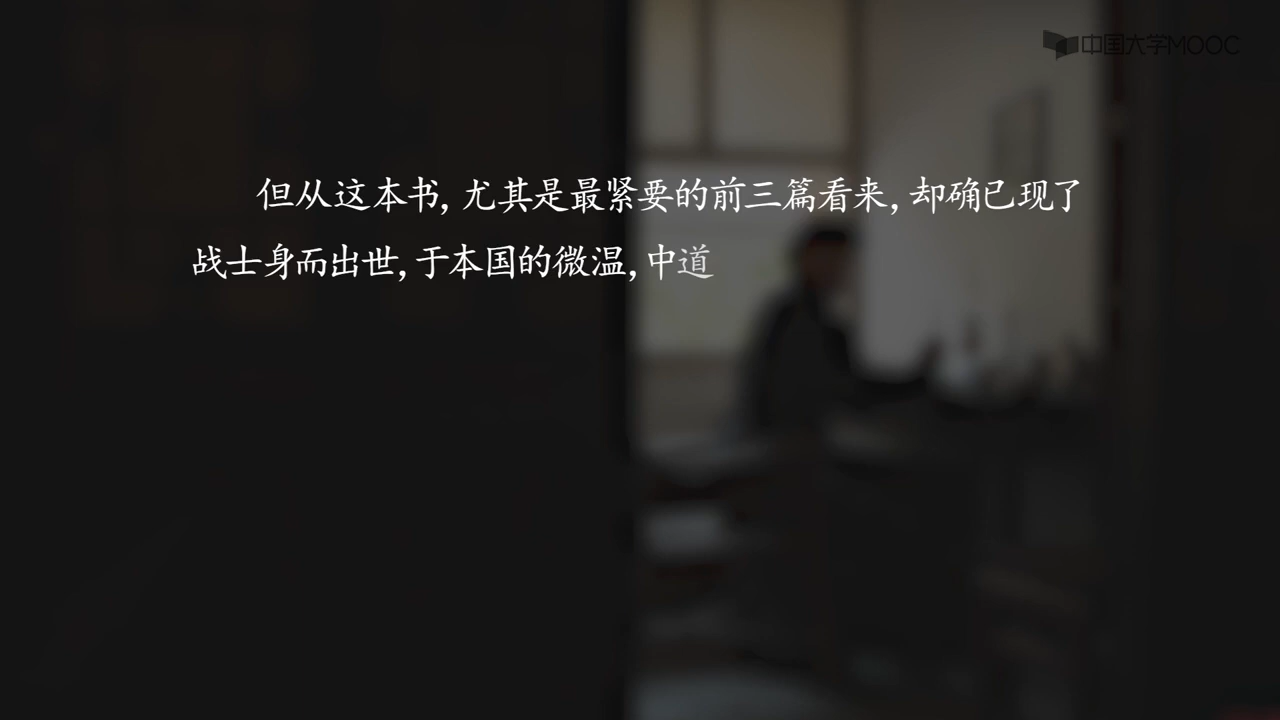 中国大学MOOC
但从这本书,尤其是最紧要的前三篇看来,却确已现了
战士身而出世,于本国的微温,中道